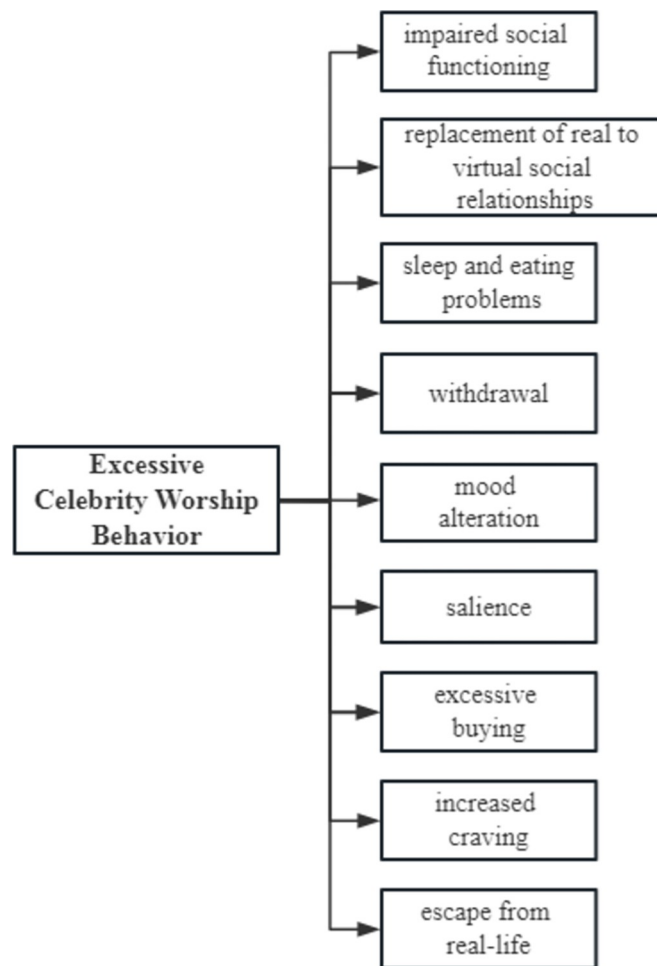 impaired social
functioning
replacement of real to
virtual social
relationships
sleep and eating
problems
withdrawal
Excessive
Celebrity Worship
Behavior
mood
alteration
salience
excessive
buying
increased
craving
escape from
real-life